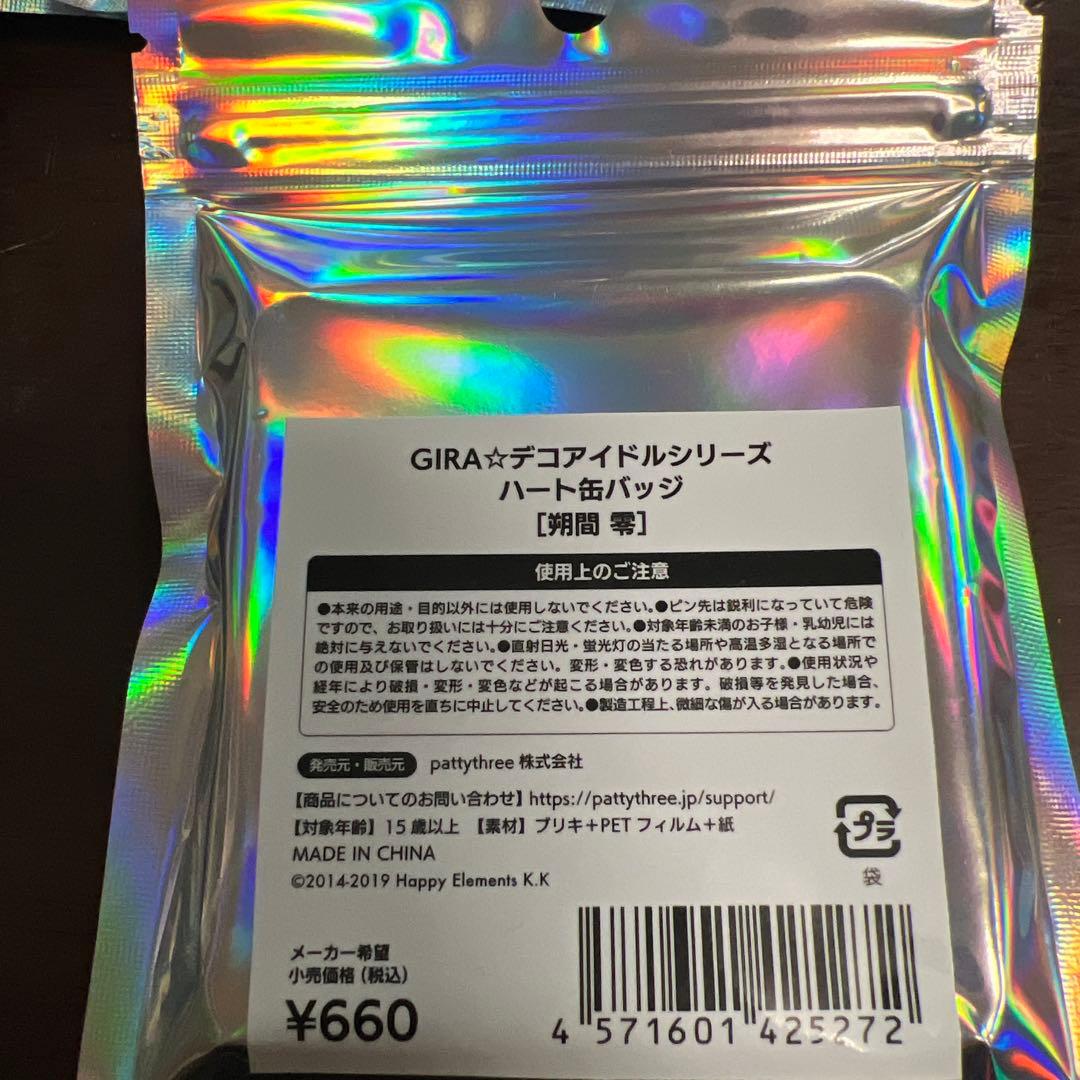 GIRA☆デコアイドルシリーズ
ハート缶バッジ
[朔間 零]
使用上のご注意
●本来の用途・目的以外には使用しないでください。●ピン先は鋭利になっていて危険
ですので、お取り扱いには十分にご注意ください。●対象年齢未満のお子様・乳幼児には
絶対に与えないでください。●直射日光・蛍光灯の当たる場所や高温多湿となる場所で
の使用及び保管はしないでください。変形・変色する恐れがあります。●使用状況や
経年により破損・変形・変色などが起こる場合があります。破損等を発見した場合、
安全のため使用を直ちに中止してください。●製造工程上、微細な傷が入る場合があります。
発売元・販売元 pattythree 株式会社
【商品についてのお問い合わせ】https://pattythree.jp/support/
【対象年齢】15歳以上 【素材】ブリキ+PETフィルム+紙
MADE IN CHINA
©2014-2019 Happy Elements K.K
プラ
袋
メーカー希望
小売価格(税込)
¥660
4 571601 425272